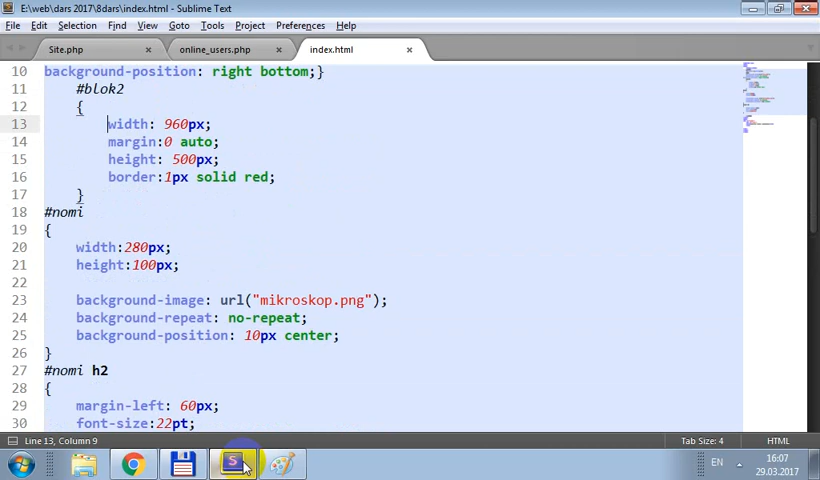 E:\web\dars 2017\8dars\index.html - Sublime Text
File Edit Selection Find View Goto Tools Project Preferences Help
Site.php online_users.php index.html
10 background-position: right bottom;}
11 #blok2
12 {
13 width: 960px;
14 margin:0 auto;
15 height: 500px;
16 border:1px solid red;
17 }
18 #nomi
19 {
20 width:280px;
21 height:100px;
22
23 background-image: url("mikroskop.png");
24 background-repeat: no-repeat;
25 background-position: 10px center;
26 }
27 #nomi h2
28 {
29 margin-left: 60px;
30 font-size:22pt;
Line 13, Column 9 Tab Size: 4 HTML
EN 16:07
29.03.2017